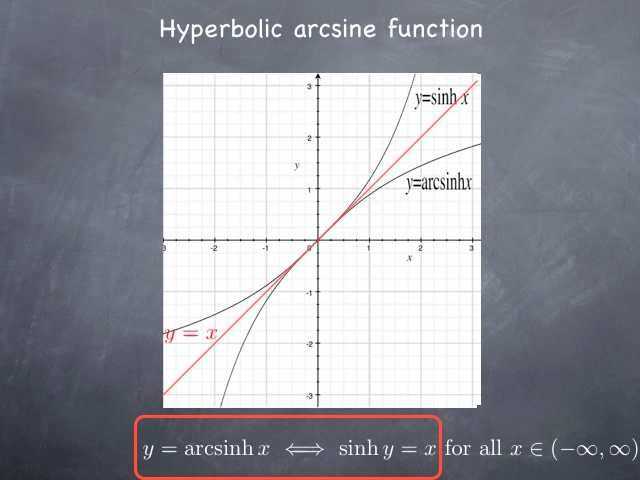 Hyperbolic arcsine function
3
y=sinh x
2
y
y=arcsinhx
1
3 -2 -1 0 1 2 3
x
-1
y = x
-2
-3
y = arcsinh x ⟺ sinh y = x for all x ∈ (−∞, ∞)